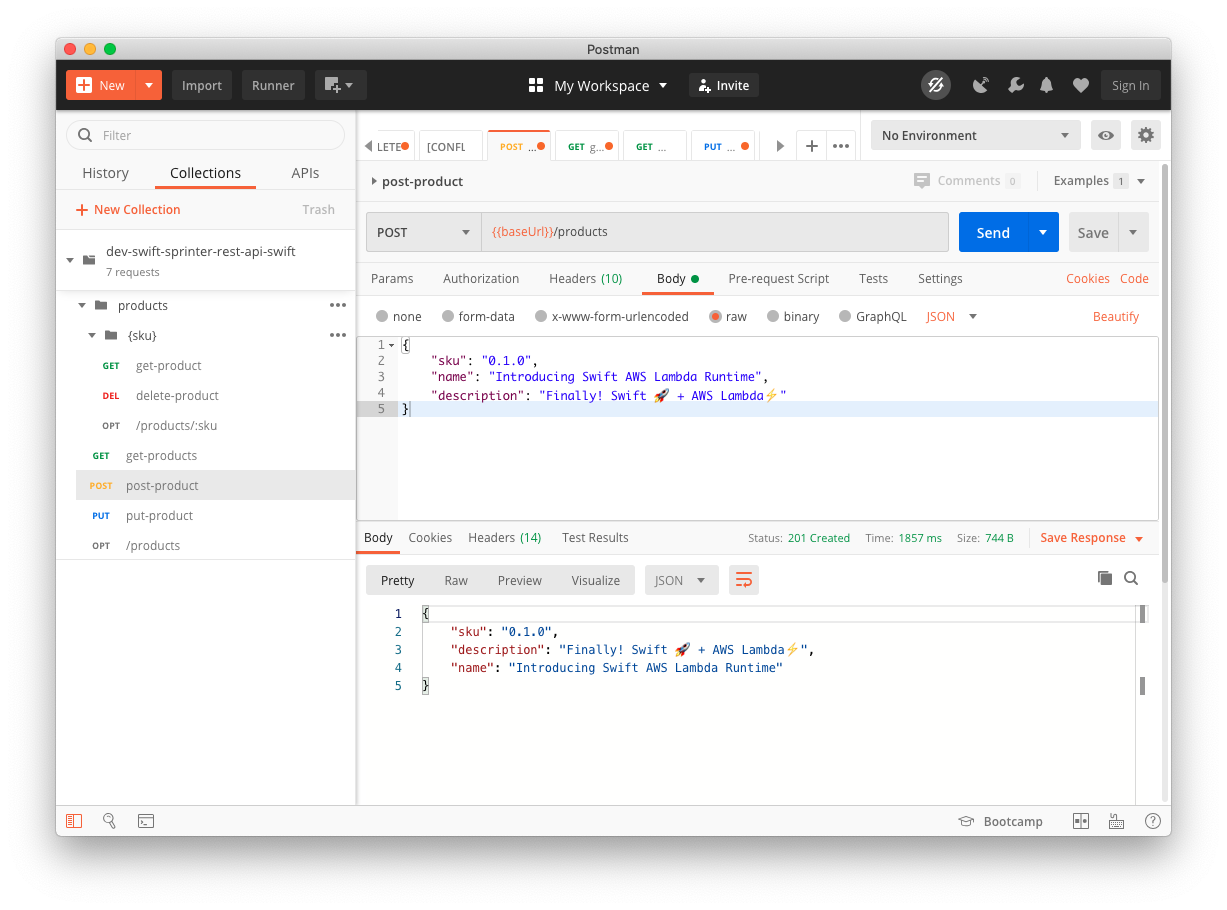 Postman
New
Import
Runner
My Workspace
Invite
Sign In
Filter
History
Collections
APIs
+ New Collection
Trash
dev-swift-sprinter-rest-api-swift
7 requests
products
{sku}
GET get-product
DEL delete-product
OPT /products/:sku
GET get-products
POST post-product
PUT put-product
OPT /products
LETE
[CONFL
POST ...
GET g...
GET ...
PUT ...
No Environment
post-product
Comments 0
Examples 1
POST
{{baseUrl}}/products
Send
Save
Params
Authorization
Headers (10)
Body
Pre-request Script
Tests
Settings
Cookies
Code
none
form-data
x-www-form-urlencoded
raw
binary
GraphQL
JSON
Beautify
1 {
2 "sku": "0.1.0",
3 "name": "Introducing Swift AWS Lambda Runtime",
4 "description": "Finally! Swift 🚀 + AWS Lambda⚡"
5 }
Body
Cookies
Headers (14)
Test Results
Status: 201 Created
Time: 1857 ms
Size: 744 B
Save Response
Pretty
Raw
Preview
Visualize
JSON
1 {
2 "sku": "0.1.0",
3 "description": "Finally! Swift 🚀 + AWS Lambda⚡",
4 "name": "Introducing Swift AWS Lambda Runtime"
5 }
Bootcamp